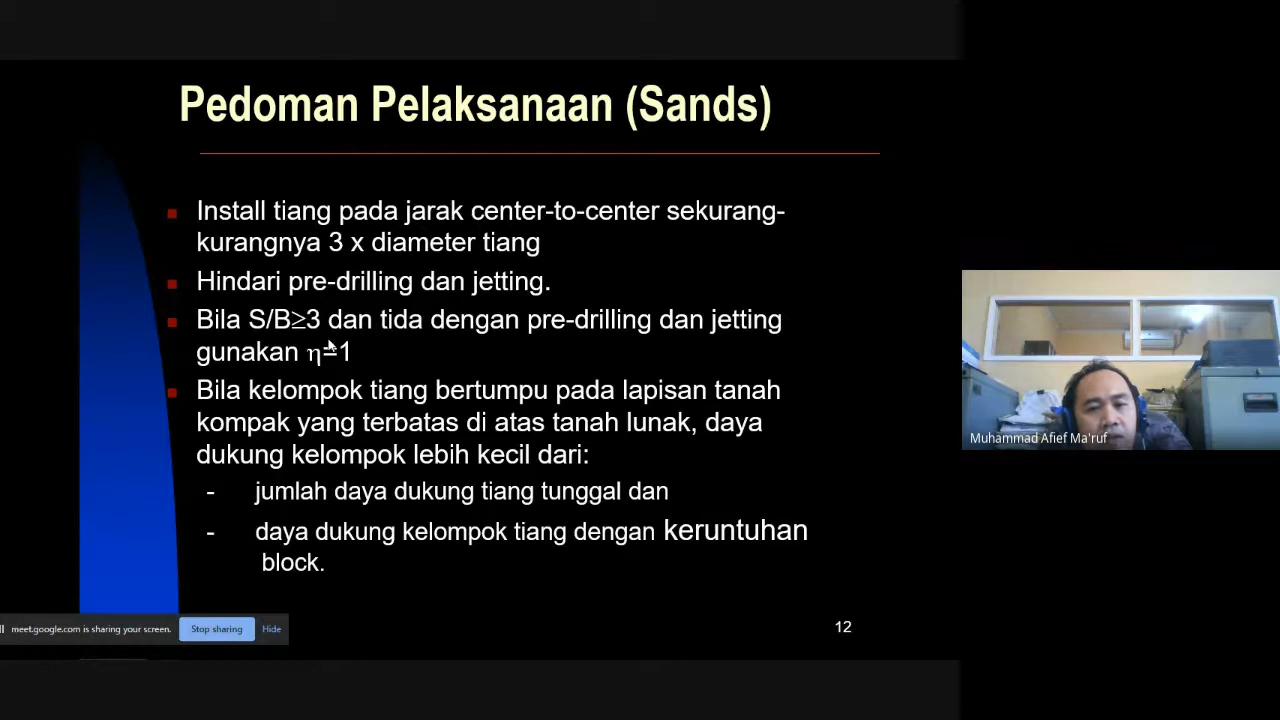 Pedoman Pelaksanaan (Sands)
Install tiang pada jarak center-to-center sekurang-
kurangnya 3 x diameter tiang
Hindari pre-drilling dan jetting.
Bila S/B≥3 dan tida dengan pre-drilling dan jetting
gunakan η=1
Bila kelompok tiang bertumpu pada lapisan tanah
kompak yang terbatas di atas tanah lunak, daya
dukung kelompok lebih kecil dari:
- jumlah daya dukung tiang tunggal dan
- daya dukung kelompok tiang dengan keruntuhan
block.
Muhammad Afief Ma'ruf
meet.google.com is sharing your screen. Stop sharing Hide
12